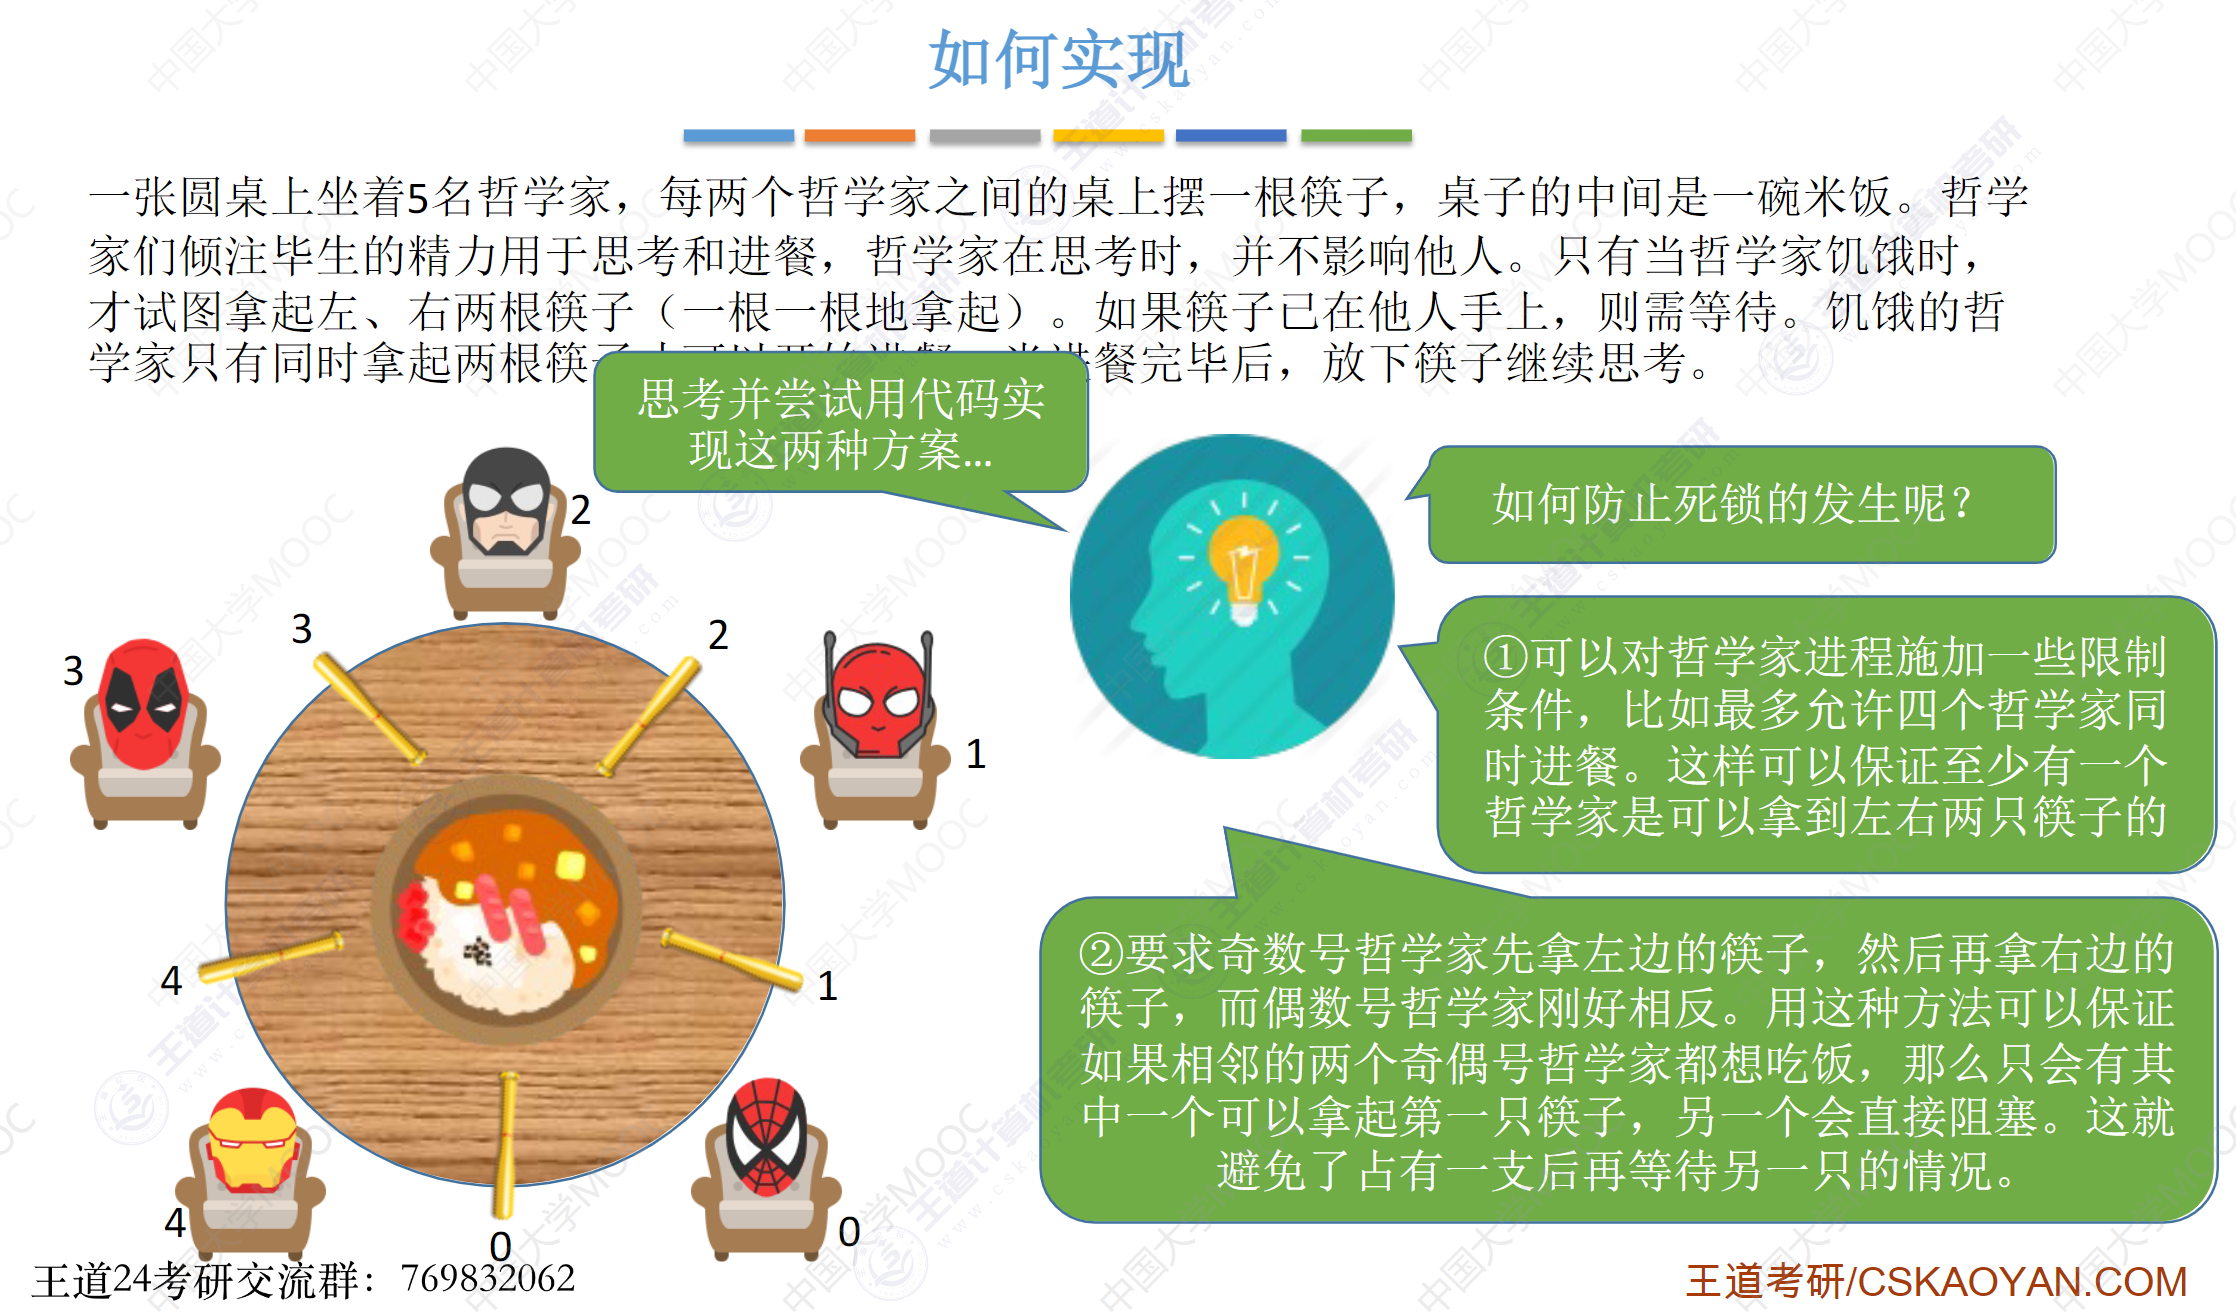 如何实现
一张圆桌上坐着5名哲学家，每两个哲学家之间的桌上摆一根筷子，桌子的中间是一碗米饭。哲学
家们倾注毕生的精力用于思考和进餐，哲学家在思考时，并不影响他人。只有当哲学家饥饿时，
才试图拿起左、右两根筷子（一根一根地拿起）。如果筷子已在他人手上，则需等待。饥饿的哲
学家只有同时拿起两根筷 餐完毕后，放下筷子继续思考。
思考并尝试用代码实
现这两种方案...
如何防止死锁的发生呢？
①可以对哲学家进程施加一些限制
条件，比如最多允许四个哲学家同
时进餐。这样可以保证至少有一个
哲学家是可以拿到左右两只筷子的
②要求奇数号哲学家先拿左边的筷子，然后再拿右边的
筷子，而偶数号哲学家刚好相反。用这种方法可以保证
如果相邻的两个奇偶号哲学家都想吃饭，那么只会有其
中一个可以拿起第一只筷子，另一个会直接阻塞。这就
避免了占有一支后再等待另一只的情况。
2
3
2
3
1
4
1
4
0
0
王道24考研交流群：769832062
王道考研/CSKAOYAN.COM
中国大学MOOC
王道计算机考研
www.cskaoyan.com